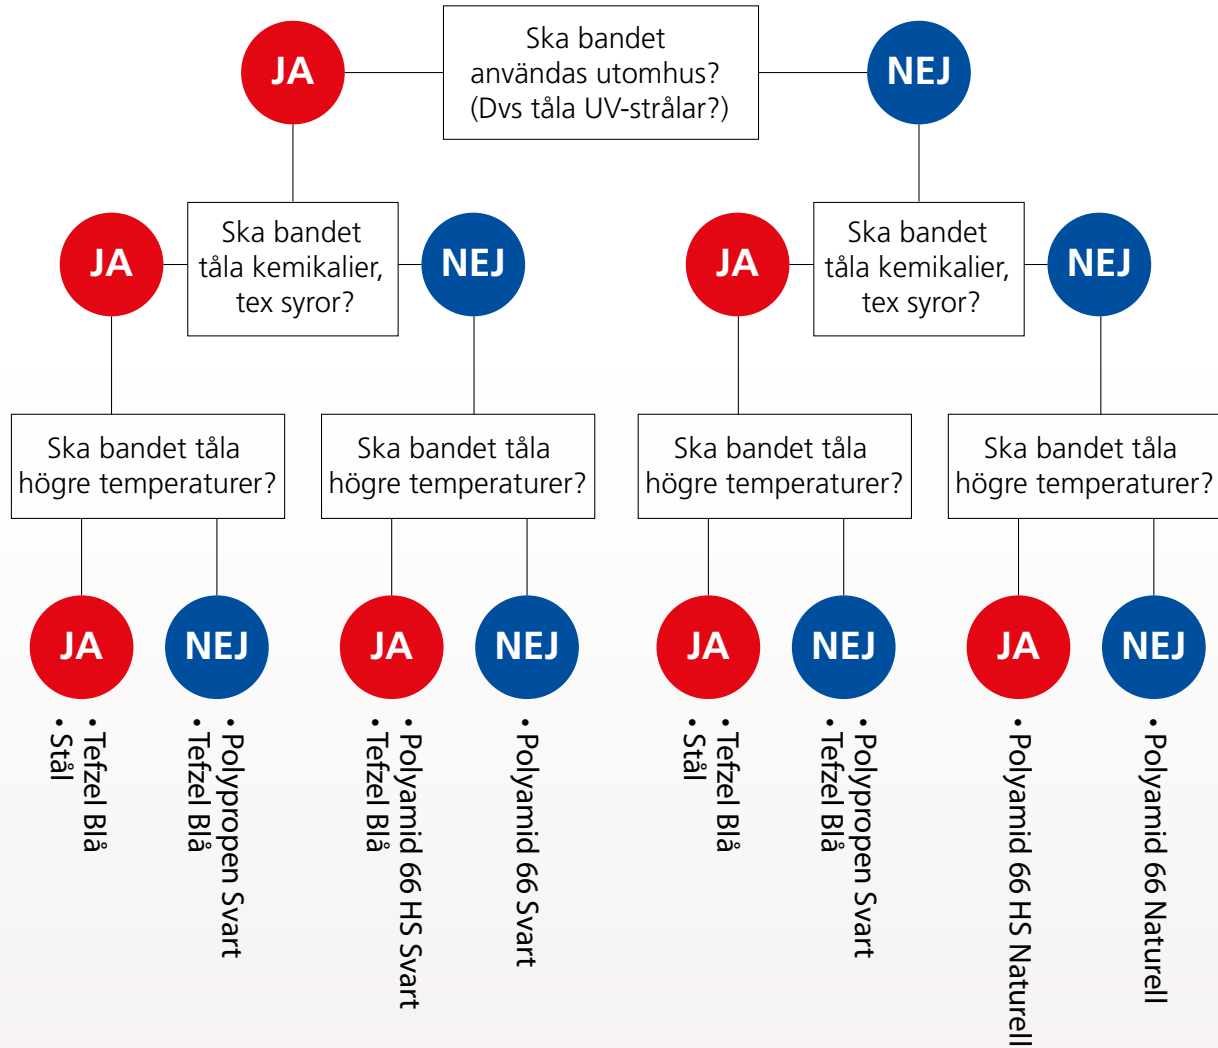 JA
Ska bandet
användas utomhus?
(Dvs tåla UV-strålar?)
NEJ
JA
Ska bandet
tåla kemikalier,
tex syror?
NEJ
JA
Ska bandet
tåla kemikalier,
tex syror?
NEJ
Ska bandet tåla
högre temperaturer?
Ska bandet tåla
högre temperaturer?
Ska bandet tåla
högre temperaturer?
Ska bandet tåla
högre temperaturer?
JA
NEJ
JA
NEJ
JA
NEJ
JA
NEJ
• Tefzel Blå
• Stål
• Polypropen Svart
• Tefzel Blå
• Polyamid 66 HS Svart
• Tefzel Blå
• Polyamid 66 Svart
• Tefzel Blå
• Stål
• Polypropen Svart
• Tefzel Blå
• Polyamid 66 HS Naturell
• Polyamid 66 Naturell